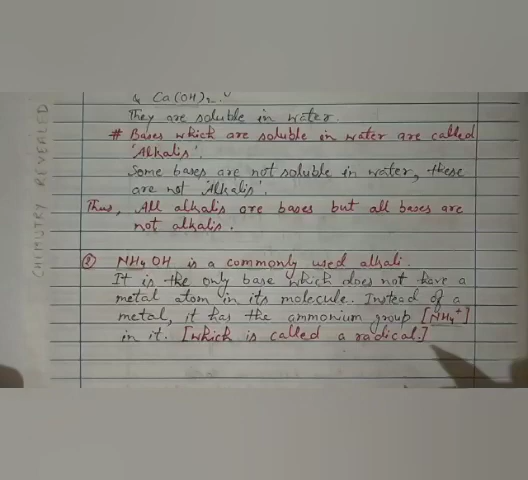 & Ca(OH)2."
They are soluble in water.
# Bases which are soluble in water are called
'Alkalis'.
Some bases are not soluble in water, these
are not 'Alkalis'.
Thus, All alkalis are bases but all bases are
not alkalis.
② NH4OH is a commonly used alkali.
It is the only base which does not have a
metal atom in its molecule. Instead of a
metal, it has the ammonium group [NH4+]
in it. [which is called a radical.]
CHEMISTRY REVEALED